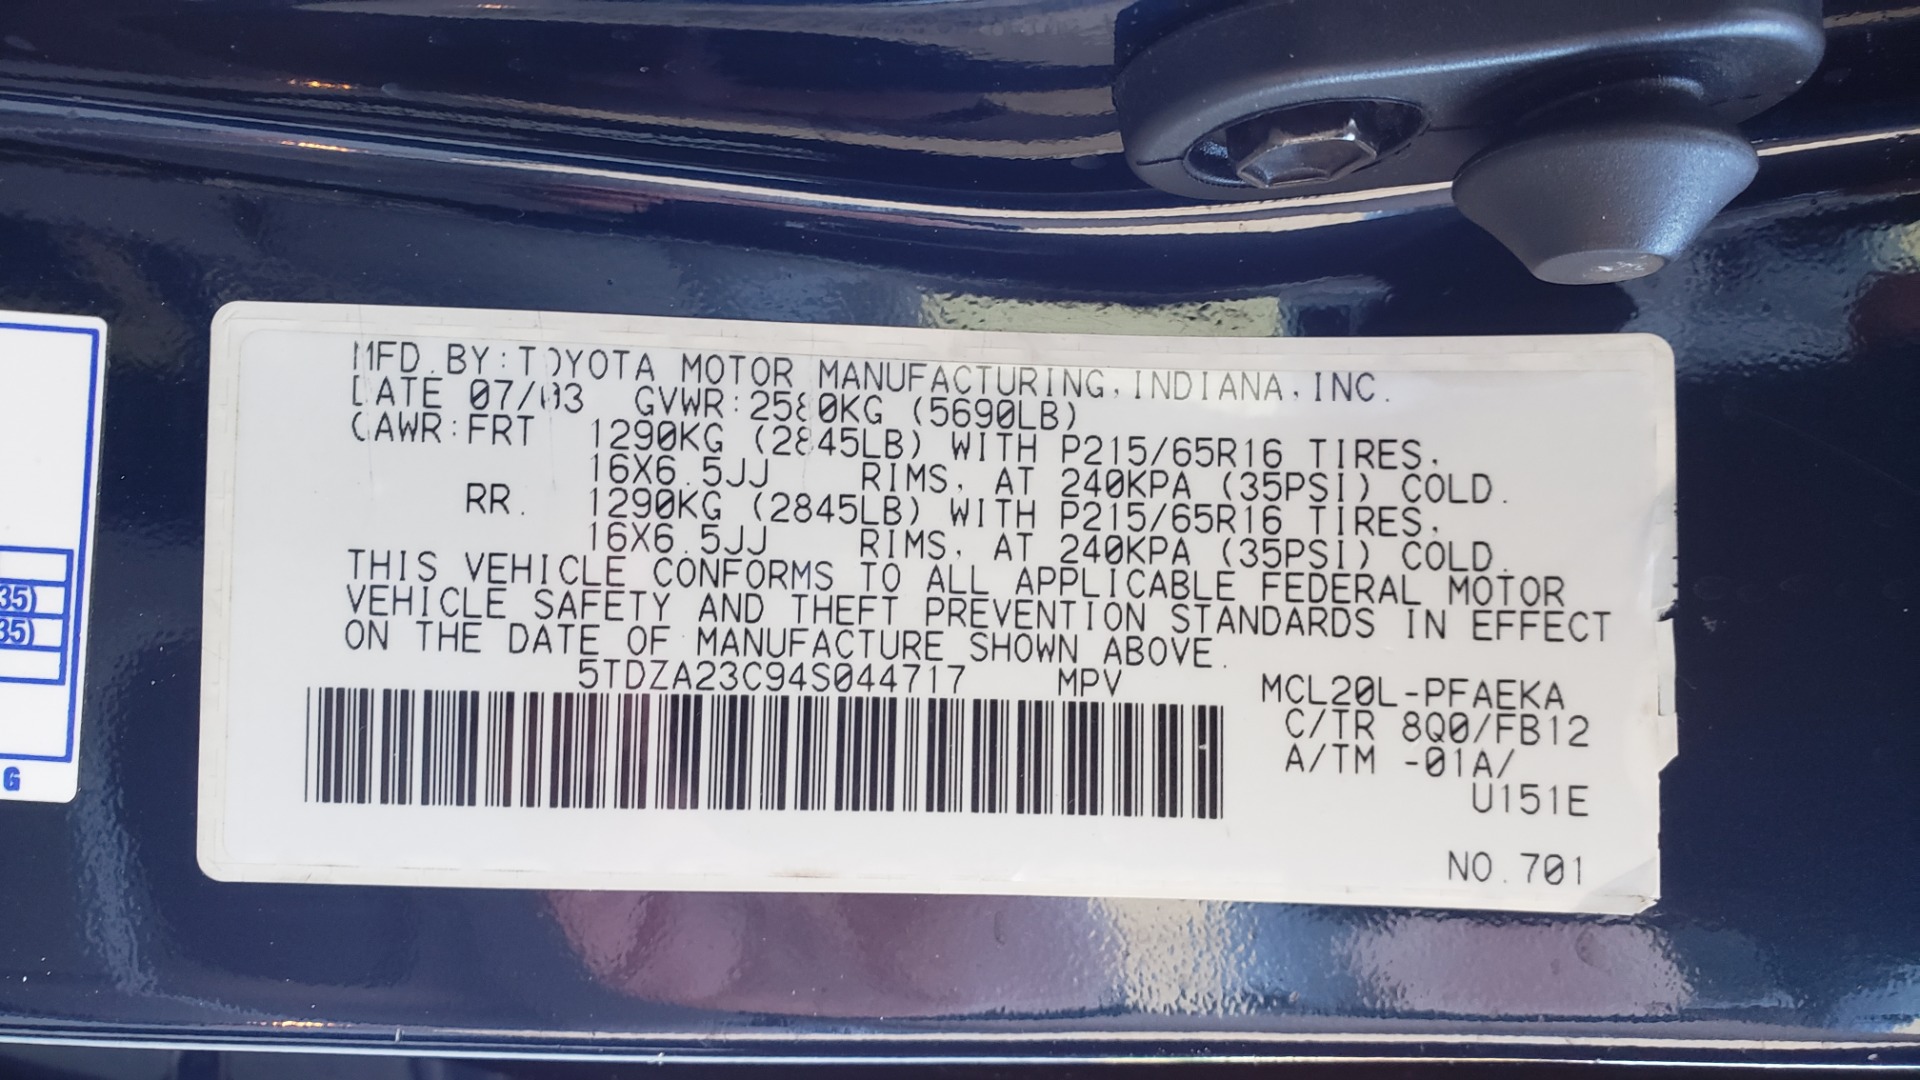 MFD. BY: TOYOTA MOTOR MANUFACTURING, INDIANA, INC.
DATE 07/03 GVWR: 2580KG (5690LB)
GAWR: FRT 1290KG (2845LB) WITH P215/65R16 TIRES,
16X6.5JJ RIMS, AT 240KPA (35PSI) COLD.
RR. 1290KG (2845LB) WITH P215/65R16 TIRES,
16X6.5JJ RIMS, AT 240KPA (35PSI) COLD.
THIS VEHICLE CONFORMS TO ALL APPLICABLE FEDERAL MOTOR
VEHICLE SAFETY AND THEFT PREVENTION STANDARDS IN EFFECT
ON THE DATE OF MANUFACTURE SHOWN ABOVE.
5TDZA23C94S044717 MPV
MCL20L-PFAEKA
C/TR 8Q0/FB12
A/TM -01A/
U151E
NO. 701
35)
35)
G